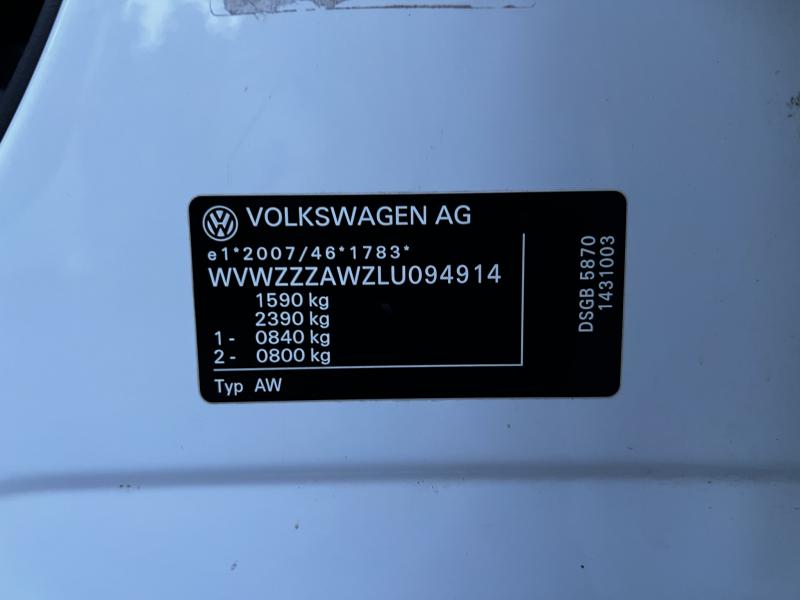 VOLKSWAGEN AG
e1*2007/46*1783*
WVWZZZAWZLU094914
1590 kg
2390 kg
1- 0840 kg
2- 0800 kg
Typ AW
DSGB 5870
1431003